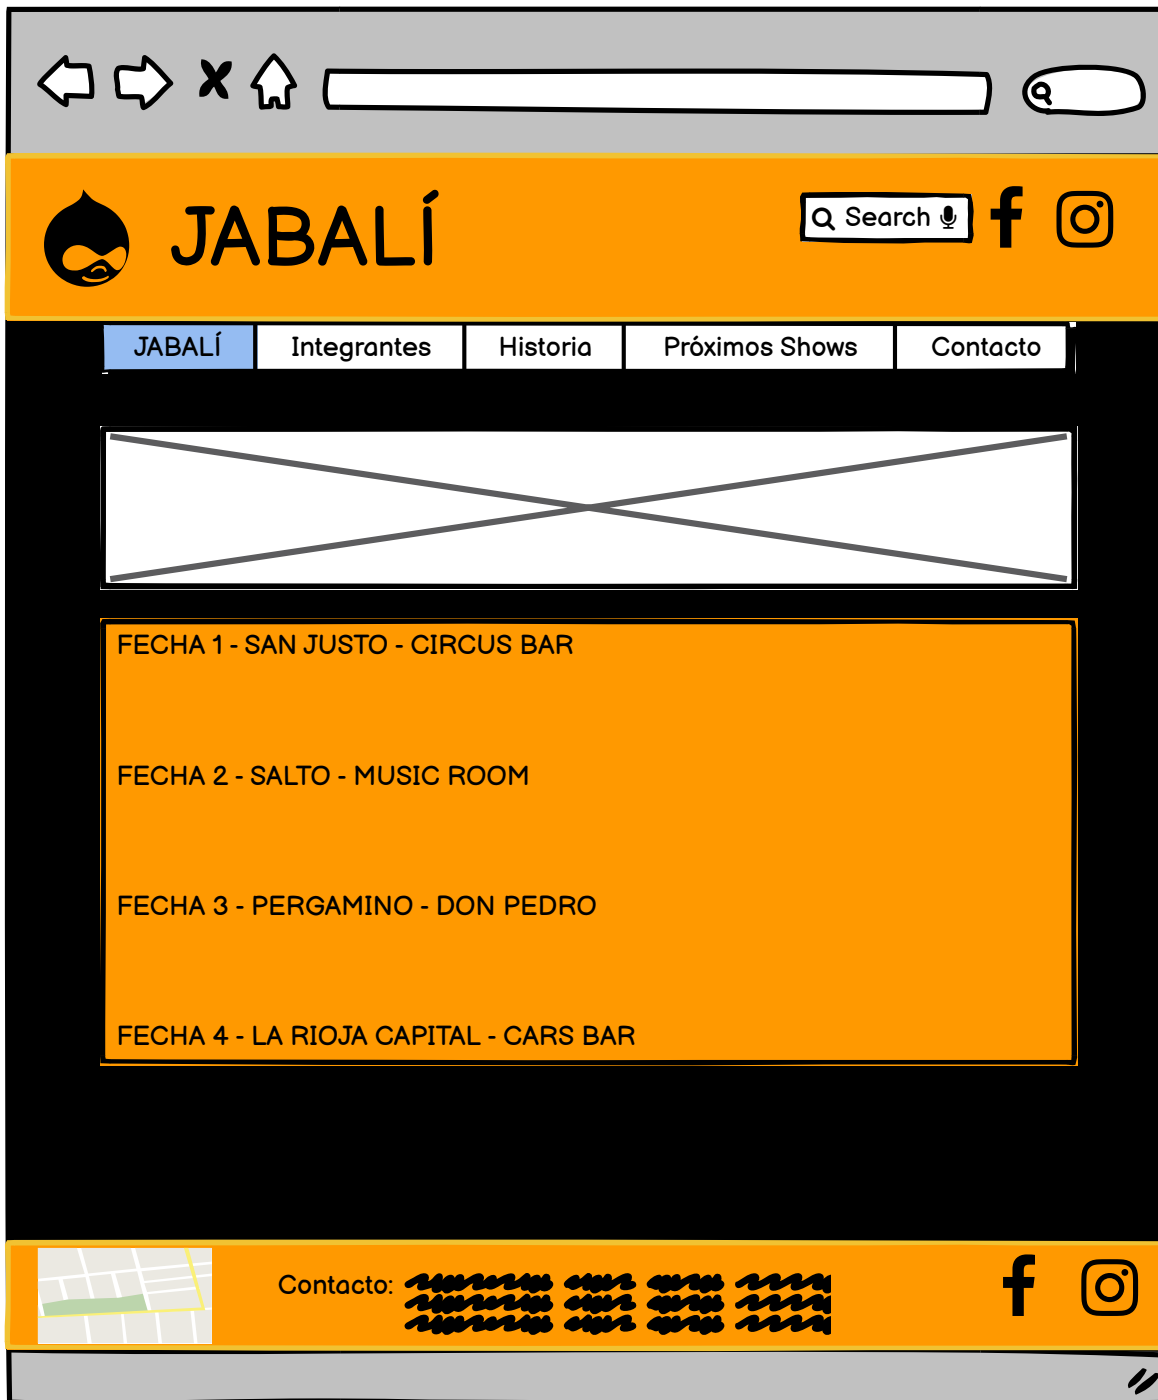 JABALÍ
Search
JABALÍ Integrantes Historia Próximos Shows Contacto
FECHA 1 - SAN JUSTO - CIRCUS BAR
FECHA 2 - SALTO - MUSIC ROOM
FECHA 3 - PERGAMINO - DON PEDRO
FECHA 4 - LA RIOJA CAPITAL - CARS BAR
Contacto: